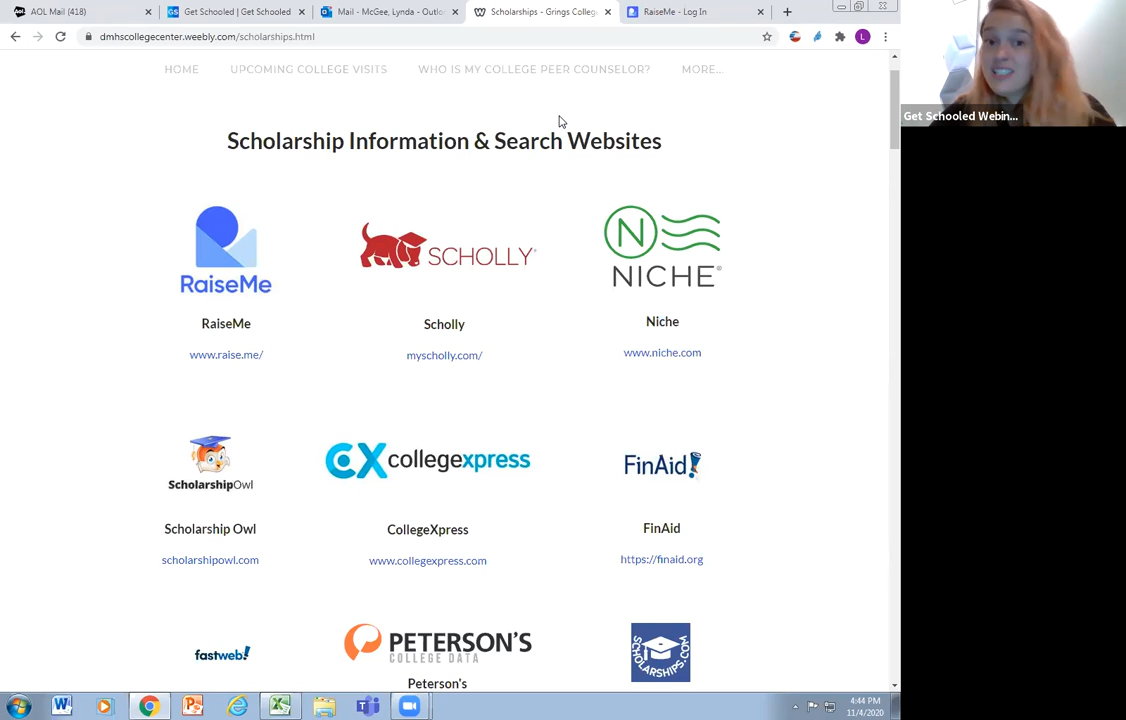 AOL Mail (418)
Get Schooled | Get Schooled
Mail - McGee, Lynda - Outlo
Scholarships - Grings Colleg
RaiseMe - Log In
dmhscollegecenter.weebly.com/scholarships.html
L
HOME
UPCOMING COLLEGE VISITS
WHO IS MY COLLEGE PEER COUNSELOR?
MORE...
Get Schooled Webin...
Scholarship Information & Search Websites
RaiseMe
SCHOLLY
N
NICHE
RaiseMe
Scholly
Niche
www.raise.me/
myscholly.com/
www.niche.com
ScholarshipOwl
CX collegexpress
FinAid!
Scholarship Owl
CollegeXpress
FinAid
scholarshipowl.com
www.collegexpress.com
https://finaid.org
fastweb!
PETERSON'S
COLLEGE DATA
SCHOLARSHIPS.COM
Peterson's
4:44 PM
11/4/2020